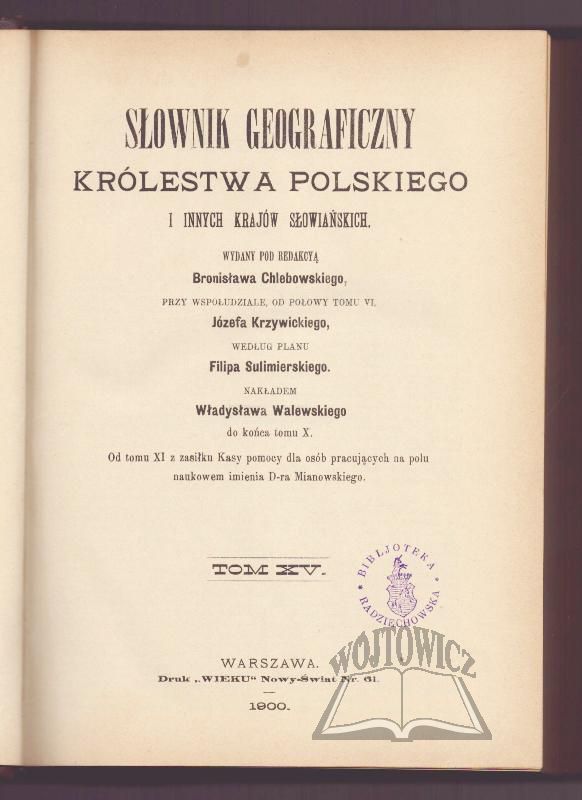 SŁOWNIK GEOGRAFICZNY
KRÓLESTWA POLSKIEGO
I INNYCH KRAJÓW SŁOWIAŃSKICH.
WYDANY POD REDAKCYĄ
Bronisława Chlebowskiego,
PRZY WSPÓŁUDZIALE, OD POŁOWY TOMU VI,
Józefa Krzywickiego,
WEDŁUG PLANU
Filipa Sulimierskiego.
NAKŁADEM
Władysława Walewskiego
do końca tomu X.
Od tomu XI z zasiłku Kasy pomocy dla osób pracujących na polu
naukowem imienia D-ra Mianowskiego.
TOM XV.
* BIBLJOTEKA *
RADZIECHOWSKA
WÓJTOWICZ
WARSZAWA.
Druk „WIEKU“ Nowy-Świat Nr. 61.
1900.